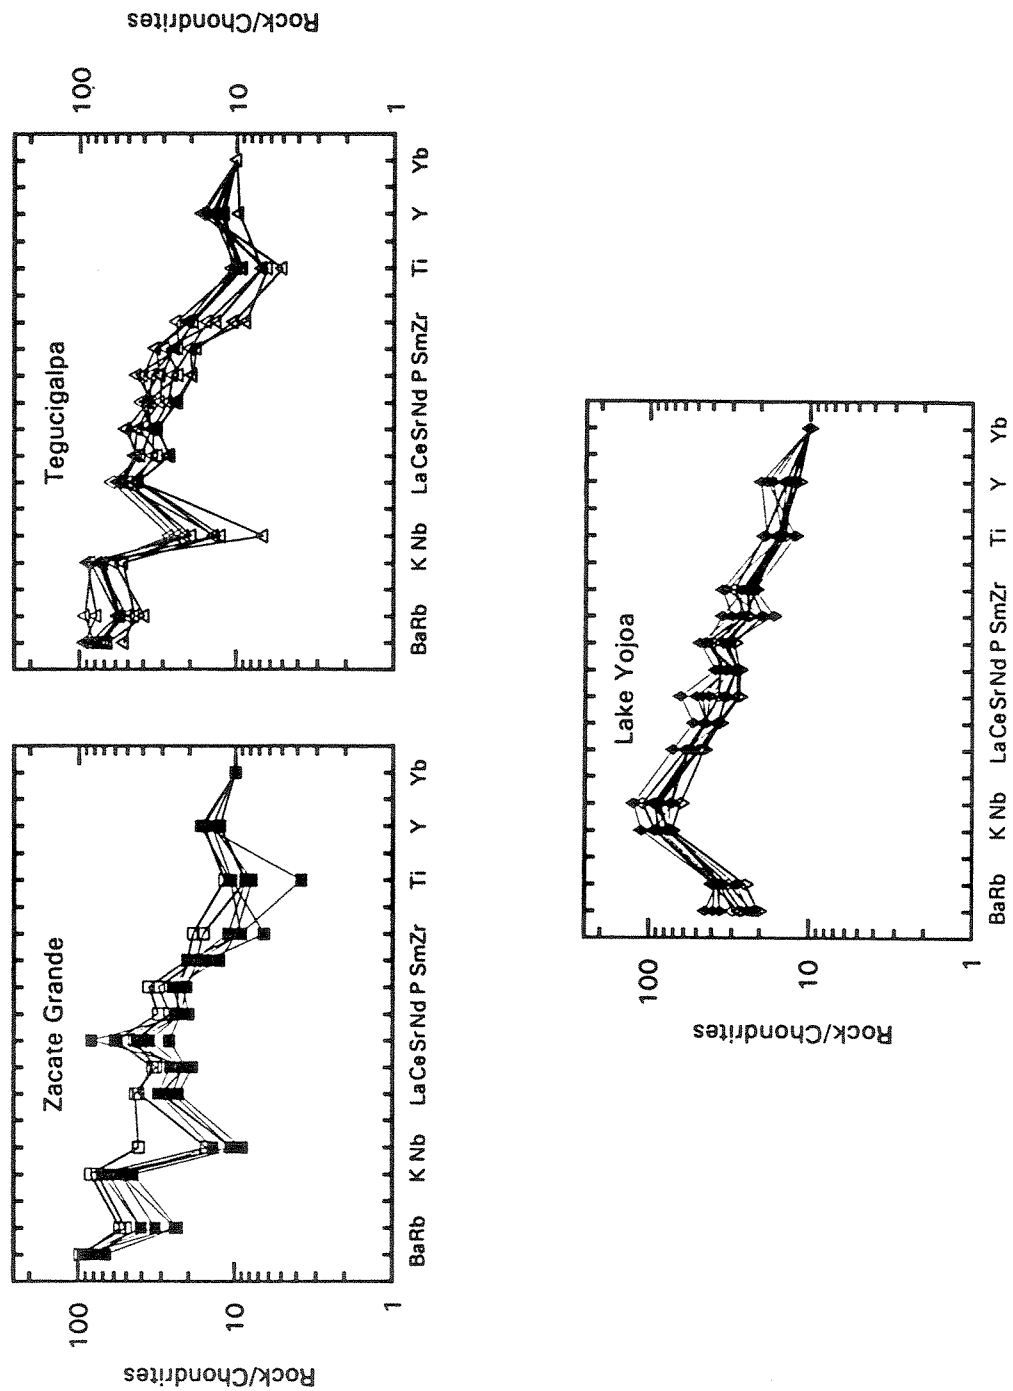 Zacate Grande
Rock/Chondrites
100
10
1
BaRb K Nb LaCeSrNd P SmZr Ti Y Yb
Tegucigalpa
Rock/Chondrites
100
10
1
BaRb K Nb LaCeSrNd P SmZr Ti Y Yb
Lake Yojoa
Rock/Chondrites
100
10
1
BaRb K Nb LaCeSrNd P SmZr Ti Y Yb